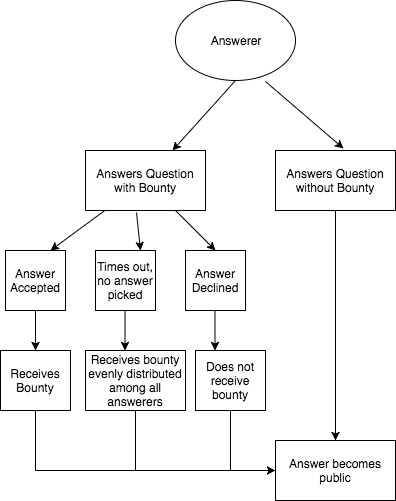 Answerer
Answers Question
with Bounty
Answers Question
without Bounty
Answer
Accepted
Times out,
no answer
picked
Answer
Declined
Receives
Bounty
Receives bounty
evenly distributed
among all
answerers
Does not
receive
bounty
Answer becomes
public